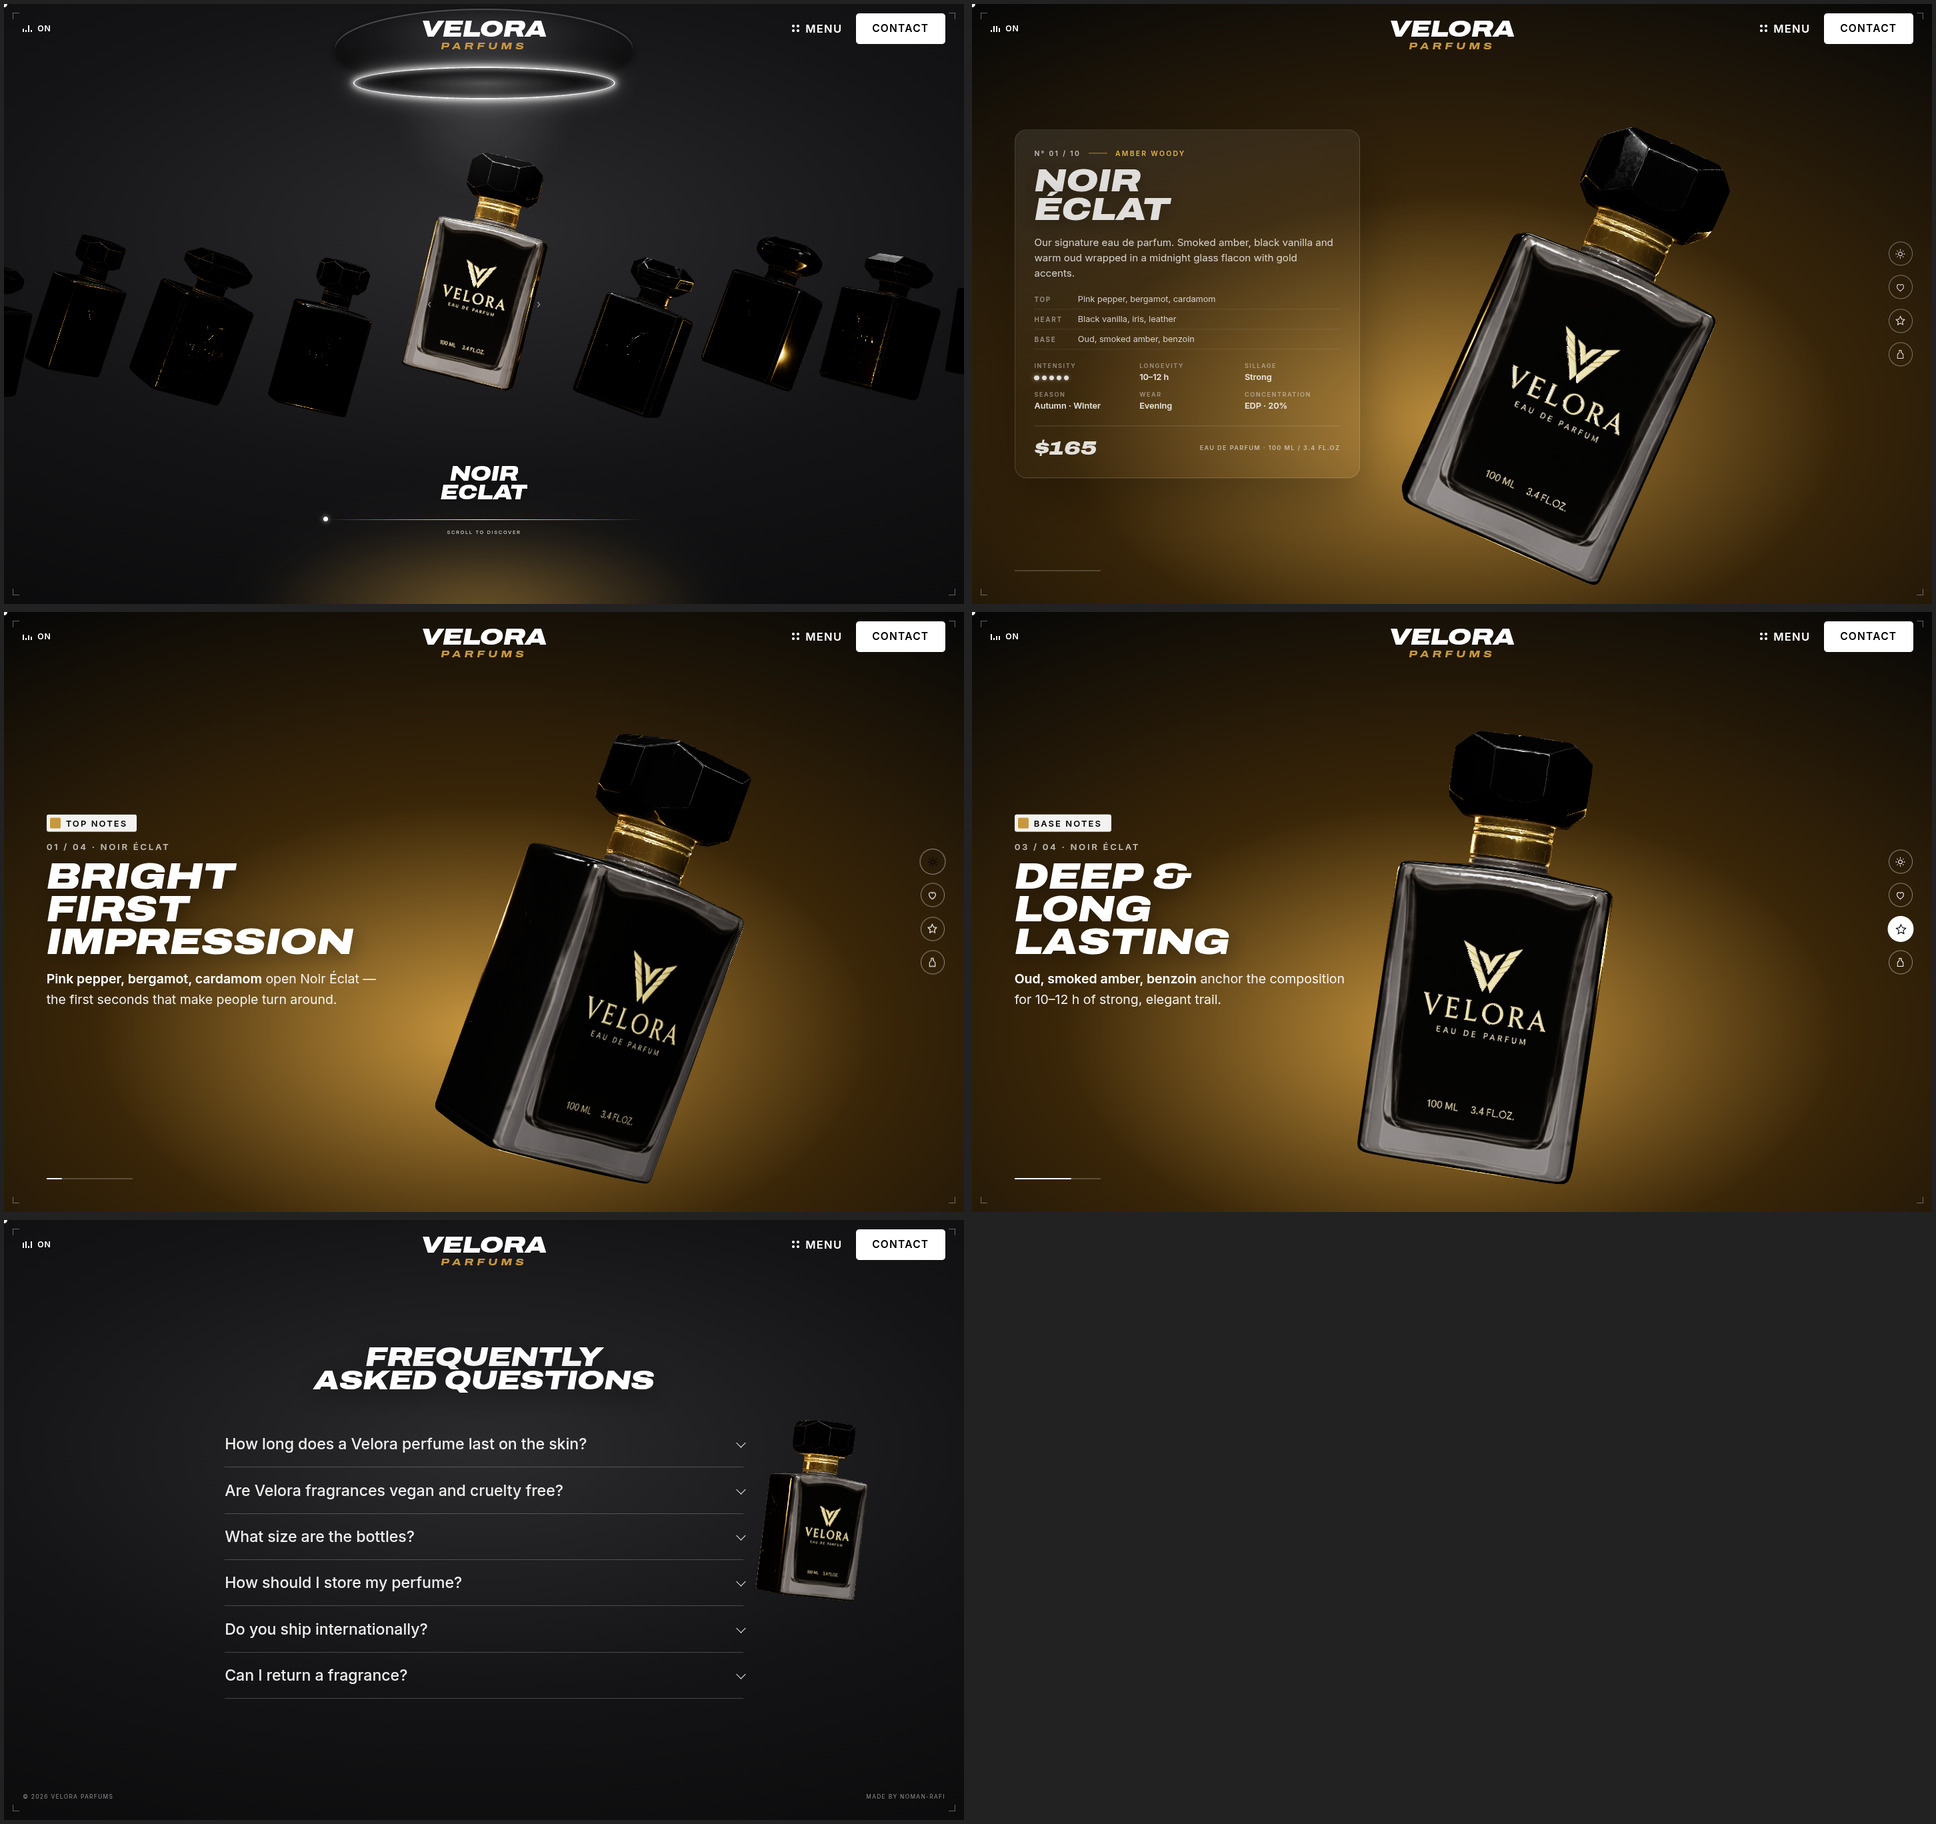 ON
VELORA
PARFUMS
MENU
CONTACT
VELORA
EAU DE PARFUM
100 ML 3.4 FL.OZ.
NOIR
ECLAT
SCROLL TO DISCOVER
ON
VELORA
PARFUMS
MENU
CONTACT
N° 01 / 10 AMBER WOODY
NOIR
ÉCLAT
Our signature eau de parfum. Smoked amber, black vanilla and
warm oud wrapped in a midnight glass flacon with gold
accents.
TOP Pink pepper, bergamot, cardamom
HEART Black vanilla, iris, leather
BASE Oud, smoked amber, benzoin
INTENSITY LONGEVITY SILLAGE
10–12 h Strong
SEASON WEAR CONCENTRATION
Autumn · Winter Evening EDP · 20%
$165 EAU DE PARFUM · 100 ML / 3.4 FL.OZ
VELORA
EAU DE PARFUM
100 ML 3.4 FL.OZ.
ON
VELORA
PARFUMS
MENU
CONTACT
TOP NOTES
01 / 04 · NOIR ÉCLAT
BRIGHT
FIRST
IMPRESSION
Pink pepper, bergamot, cardamom open Noir Éclat —
the first seconds that make people turn around.
VELORA
EAU DE PARFUM
100 ML 3.4 FL.OZ.
ON
VELORA
PARFUMS
MENU
CONTACT
BASE NOTES
03 / 04 · NOIR ÉCLAT
DEEP &
LONG
LASTING
Oud, smoked amber, benzoin anchor the composition
for 10–12 h of strong, elegant trail.
VELORA
EAU DE PARFUM
100 ML 3.4 FL.OZ.
ON
VELORA
PARFUMS
MENU
CONTACT
FREQUENTLY
ASKED QUESTIONS
How long does a Velora perfume last on the skin?
Are Velora fragrances vegan and cruelty free?
What size are the bottles?
How should I store my perfume?
Do you ship internationally?
Can I return a fragrance?
VELORA
EAU DE PARFUM
100 ML 3.4 FL.OZ.
© 2026 VELORA PARFUMS
MADE BY NOMAN-RAFI